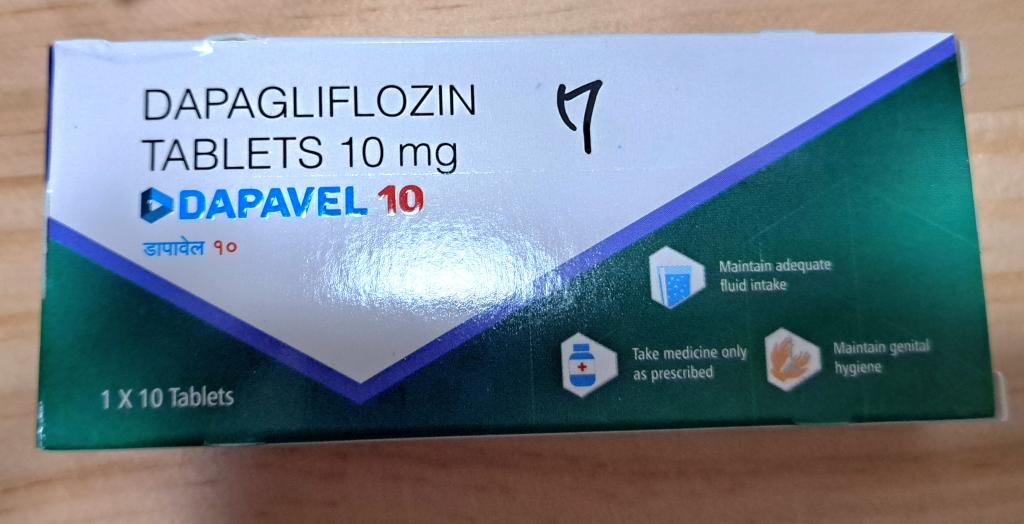 DAPAGLIFLOZIN
TABLETS 10 mg
DAPAVEL 10
डापावेल १०
Maintain adequate
fluid intake
Take medicine only
as prescribed
Maintain genital
hygiene
1 X 10 Tablets